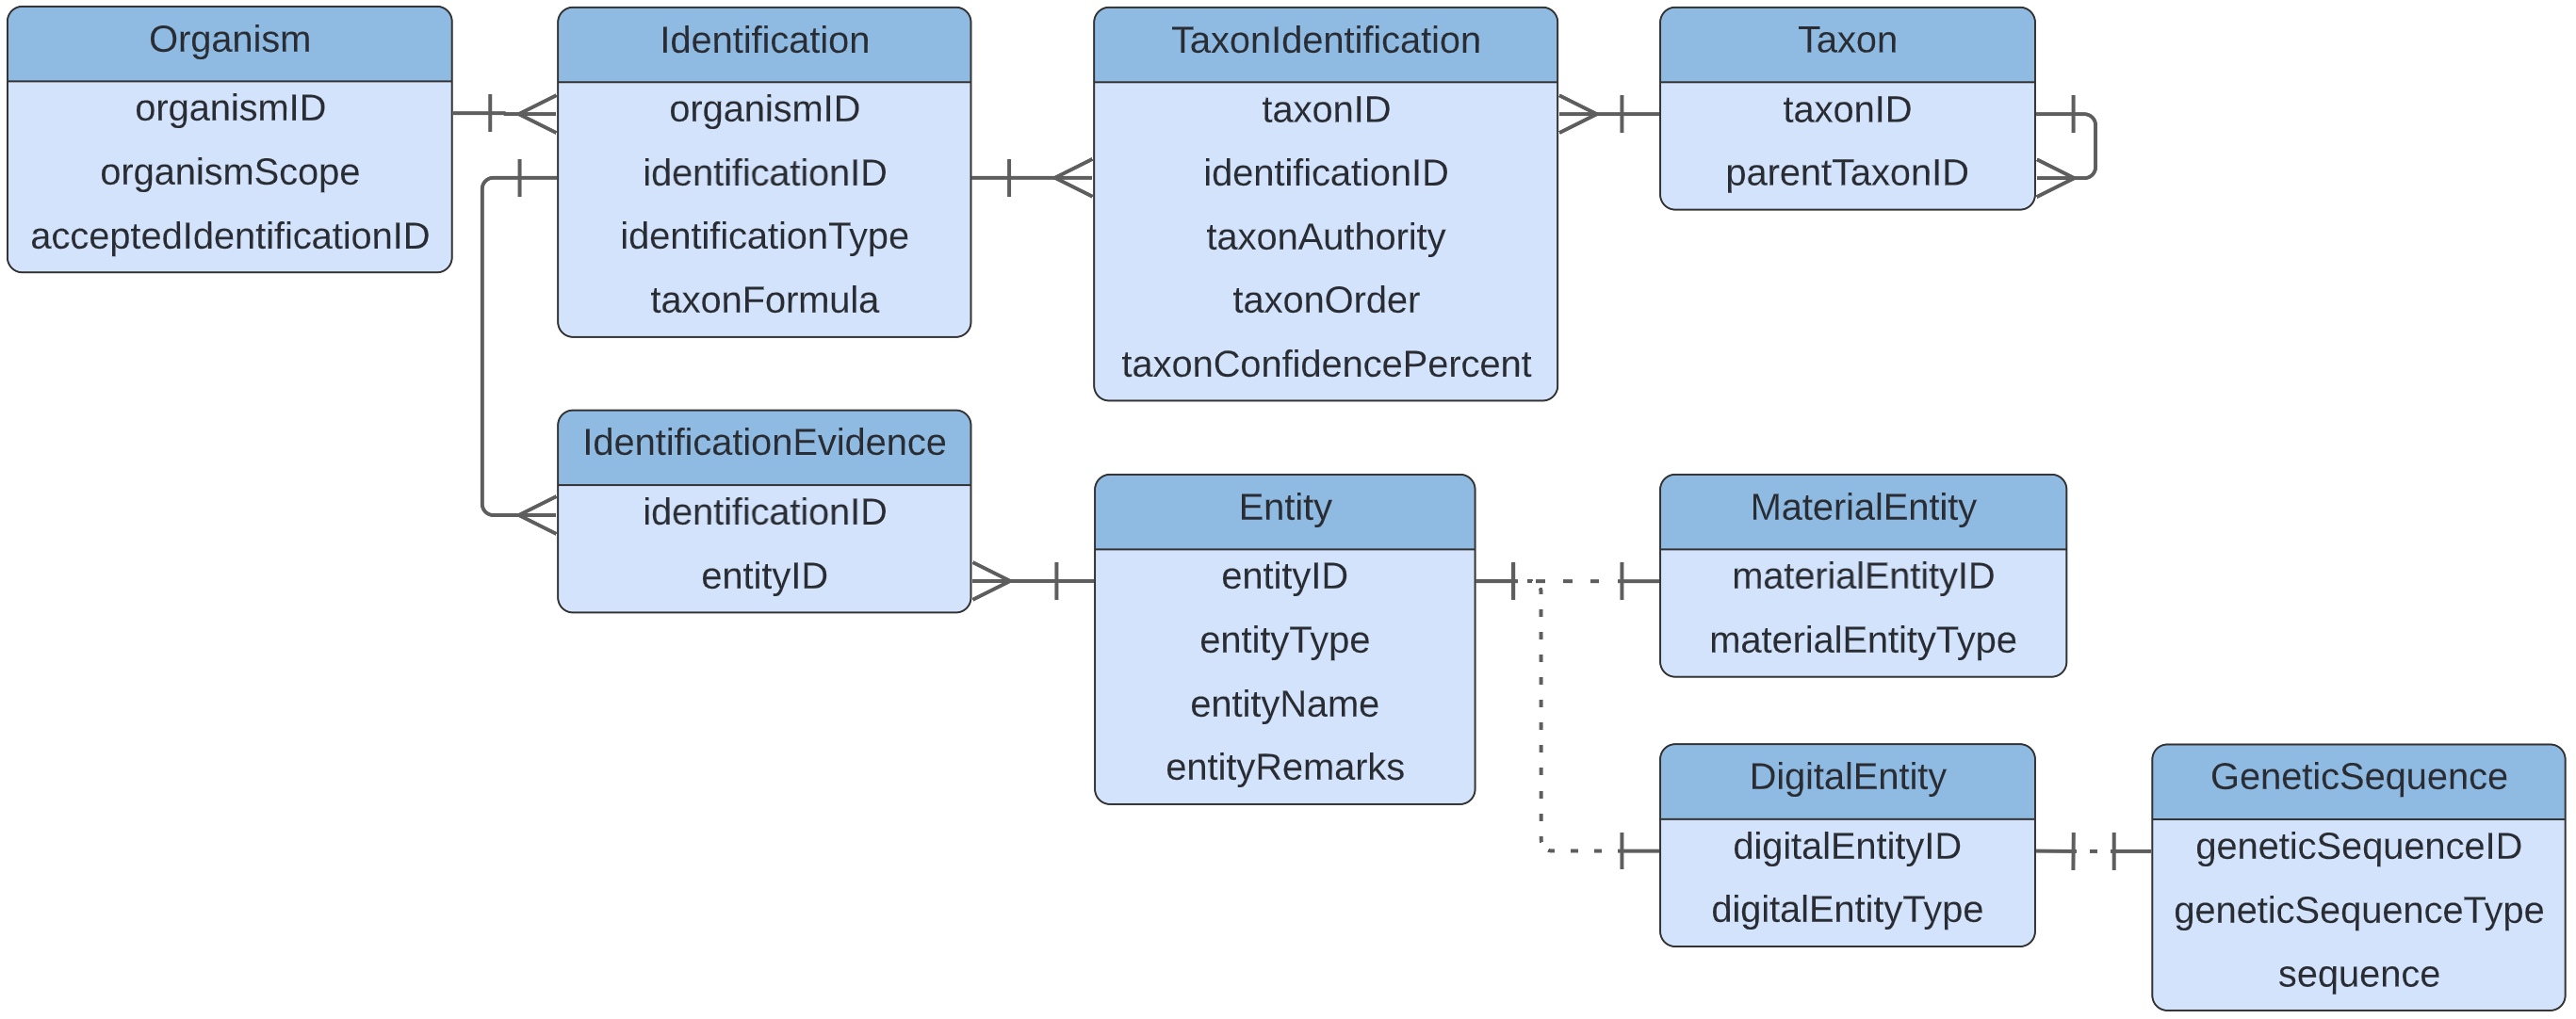 Organism
organismID
organismScope
acceptedIdentificationID
Identification
organismID
identificationID
identificationType
taxonFormula
TaxonIdentification
taxonID
identificationID
taxonAuthority
taxonOrder
taxonConfidencePercent
Taxon
taxonID
parentTaxonID
IdentificationEvidence
identificationID
entityID
Entity
entityID
entityType
entityName
entityRemarks
MaterialEntity
materialEntityID
materialEntityType
DigitalEntity
digitalEntityID
digitalEntityType
GeneticSequence
geneticSequenceID
geneticSequenceType
sequence